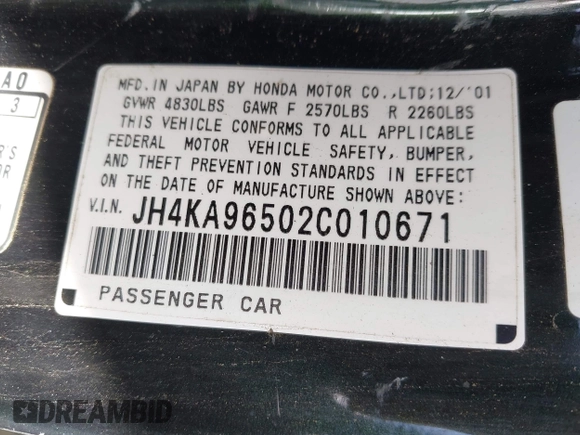 MFD. IN JAPAN BY HONDA MOTOR CO.,LTD; 12/'01
GVWR 4830LBS GAWR F 2570LBS R 2260LBS
THIS VEHICLE CONFORMS TO ALL APPLICABLE
FEDERAL MOTOR VEHICLE SAFETY, BUMPER,
AND THEFT PREVENTION STANDARDS IN EFFECT
ON THE DATE OF MANUFACTURE SHOWN ABOVE:
V.I.N. JH4KA96502C010671
PASSENGER CAR
A0
3
DREAMBID